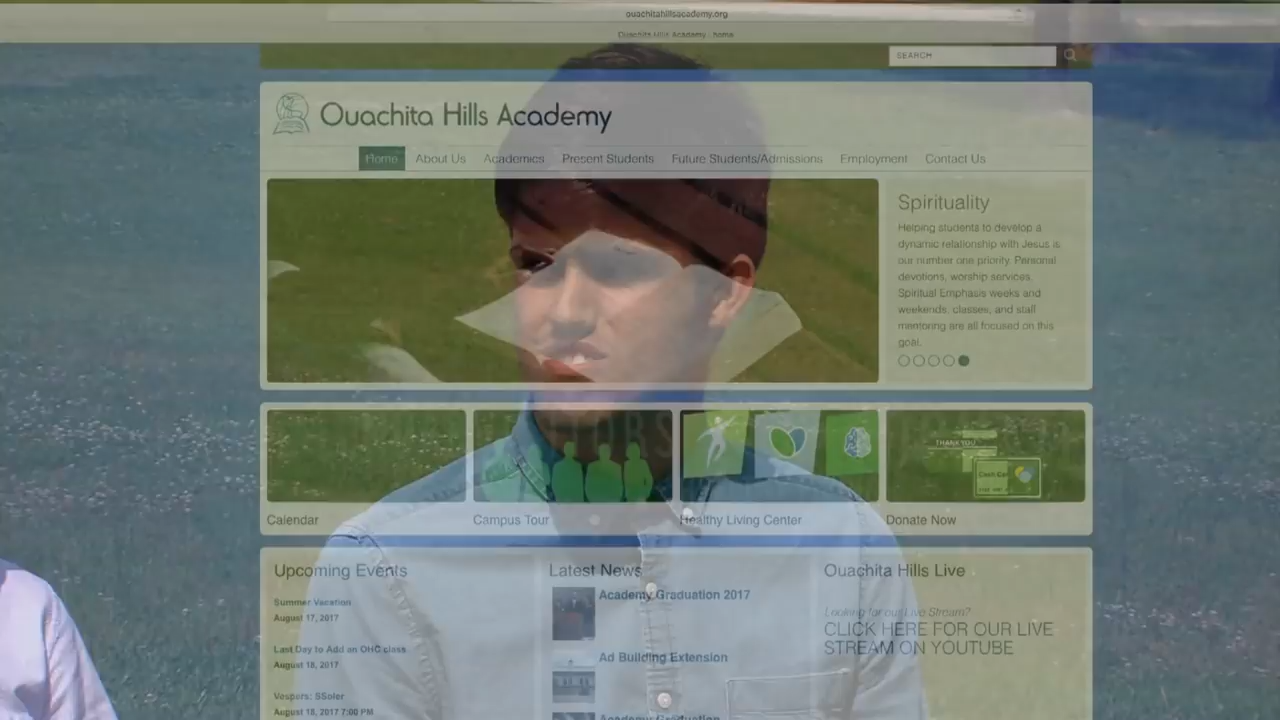 ouachitahillsacademy.org
Ouachita Hills Academy - home
SEARCH
Ouachita Hills Academy
Home About Us Academics Present Students Future Students/Admissions Employment Contact Us
Spirituality
Helping students to develop a
dynamic relationship with Jesus is
our number one priority. Personal
devotions, worship services,
Spiritual Emphasis weeks and
weekends, classes, and staff
mentoring are all focused on this
goal.
THANK YOU
Calendar Campus Tour Healthy Living Center Donate Now
Upcoming Events
Summer Vacation
August 17, 2017
Last Day to Add an OHC class
August 18, 2017
Vespers: SSoler
August 18, 2017 7:00 PM
Latest News
Academy Graduation 2017
Ad Building Extension
Academy Graduation
Ouachita Hills Live
Looking for our Live Stream?
CLICK HERE FOR OUR LIVE
STREAM ON YOUTUBE